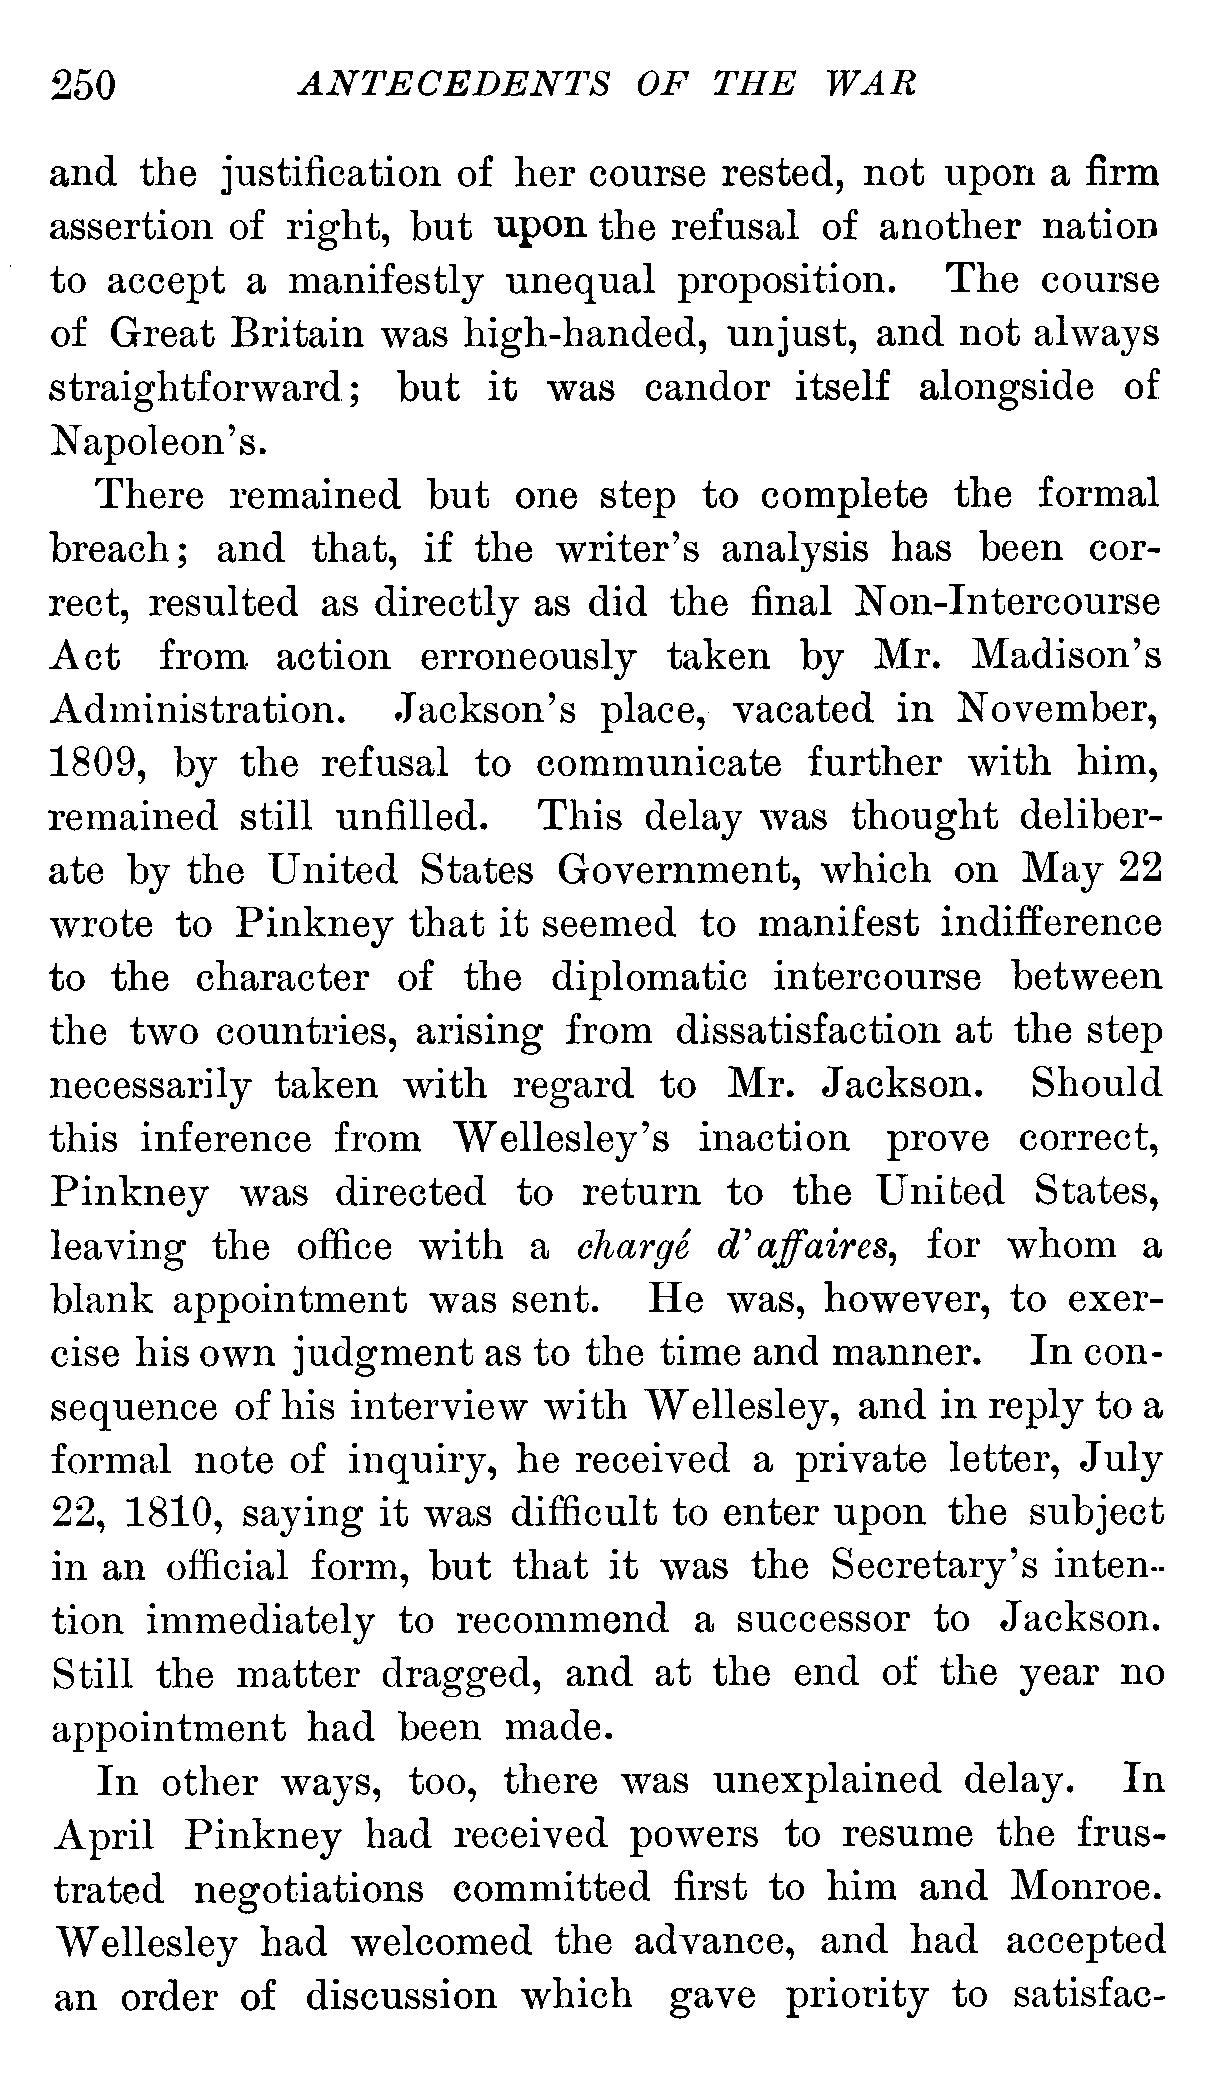 250 ANTECEDENTS OF THE WAR
and the justification of her course rested, not upon a firm
assertion of right, but upon the refusal of another nation
to accept a manifestly unequal proposition. The course
of Great Britain was high-handed, unjust, and not always
straightforward; but it was candor itself alongside of
Napoleon's.
There remained but one step to complete the formal
breach; and that, if the writer's analysis has been cor-
rect, resulted as directly as did the final Non-Intercourse
Act from action erroneously taken by Mr. Madison's
Administration. Jackson's place, vacated in November,
1809, by the refusal to communicate further with him,
remained still unfilled. This delay was thought deliber-
ate by the United States Government, which on May 22
wrote to Pinkney that it seemed to manifest indifference
to the character of the diplomatic intercourse between
the two countries, arising from dissatisfaction at the step
necessarily taken with regard to Mr. Jackson. Should
this inference from Wellesley's inaction prove correct,
Pinkney was directed to return to the United States,
leaving the office with a chargé d'affaires, for whom a
blank appointment was sent. He was, however, to exer-
cise his own judgment as to the time and manner. In con-
sequence of his interview with Wellesley, and in reply to a
formal note of inquiry, he received a private letter, July
22, 1810, saying it was difficult to enter upon the subject
in an official form, but that it was the Secretary's inten-
tion immediately to recommend a successor to Jackson.
Still the matter dragged, and at the end of the year no
appointment had been made.
In other ways, too, there was unexplained delay. In
April Pinkney had received powers to resume the frus-
trated negotiations committed first to him and Monroe.
Wellesley had welcomed the advance, and had accepted
an order of discussion which gave priority to satisfac-